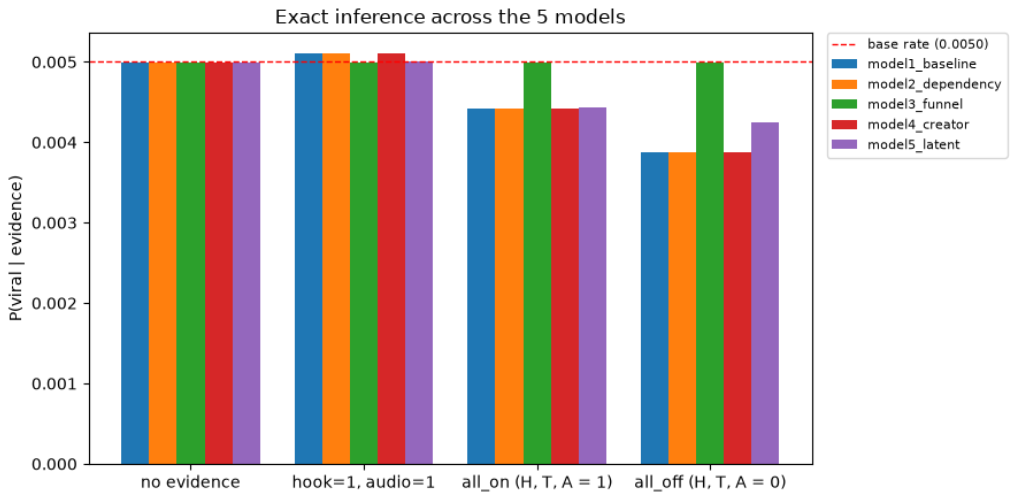 Exact inference across the 5 models
P(viral | evidence)
0.005
0.004
0.003
0.002
0.001
0.000
no evidence
hook=1, audio=1
all_on (H, T, A = 1)
all_off (H, T, A = 0)
base rate (0.0050)
model1_baseline
model2_dependency
model3_funnel
model4_creator
model5_latent